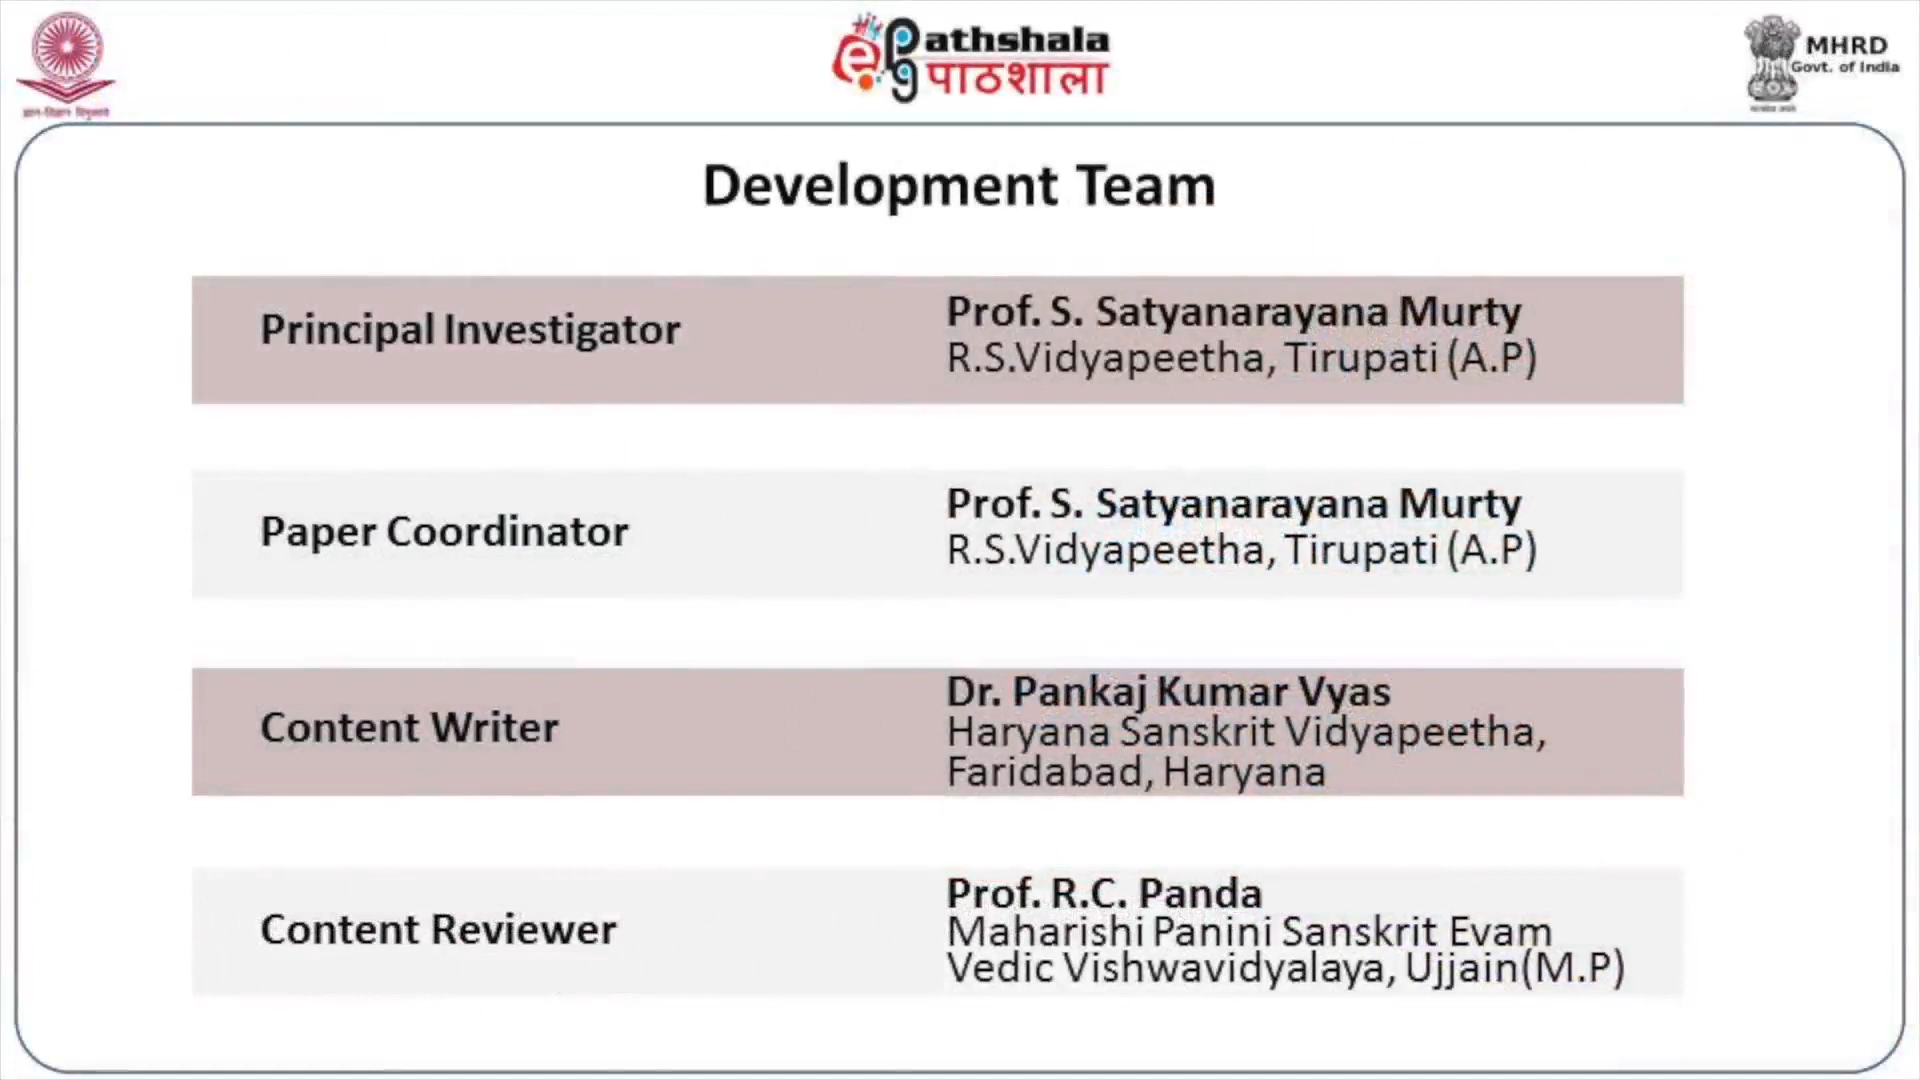 ज्ञान-विज्ञान विमुक्तये
ePathshala
पाठशाला
MHRD
Govt. of India
Development Team
Principal Investigator
Prof. S. Satyanarayana Murty
R.S.Vidyapeetha, Tirupati (A.P)
Paper Coordinator
Prof. S. Satyanarayana Murty
R.S.Vidyapeetha, Tirupati (A.P)
Content Writer
Dr. Pankaj Kumar Vyas
Haryana Sanskrit Vidyapeetha,
Faridabad, Haryana
Content Reviewer
Prof. R.C. Panda
Maharishi Panini Sanskrit Evam
Vedic Vishwavidyalaya, Ujjain(M.P)